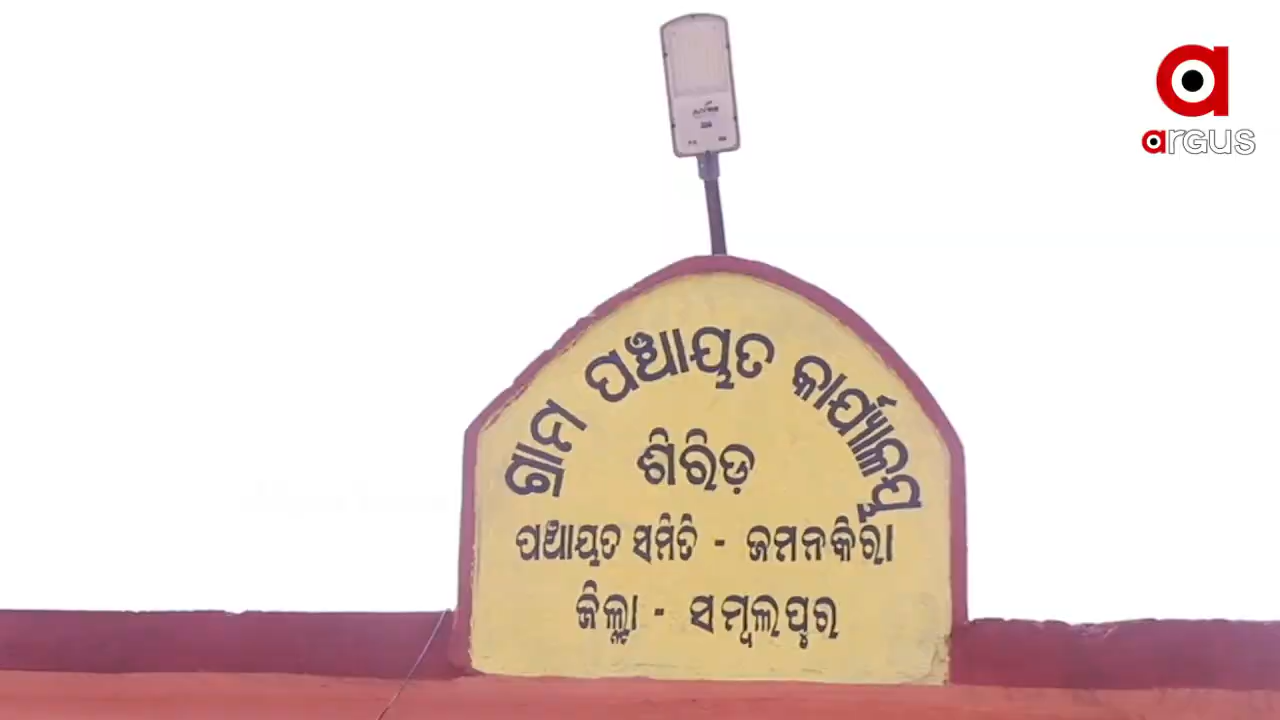 argus
ଗ୍ରାମ ପଞ୍ଚାୟତ କାର୍ଯ୍ୟାଳୟ
ଶିରିଡ଼
ପଞ୍ଚାୟତ ସମିତି - ଜମନକିରା
ଜିଲ୍ଲା - ସମ୍ବଲପୁର